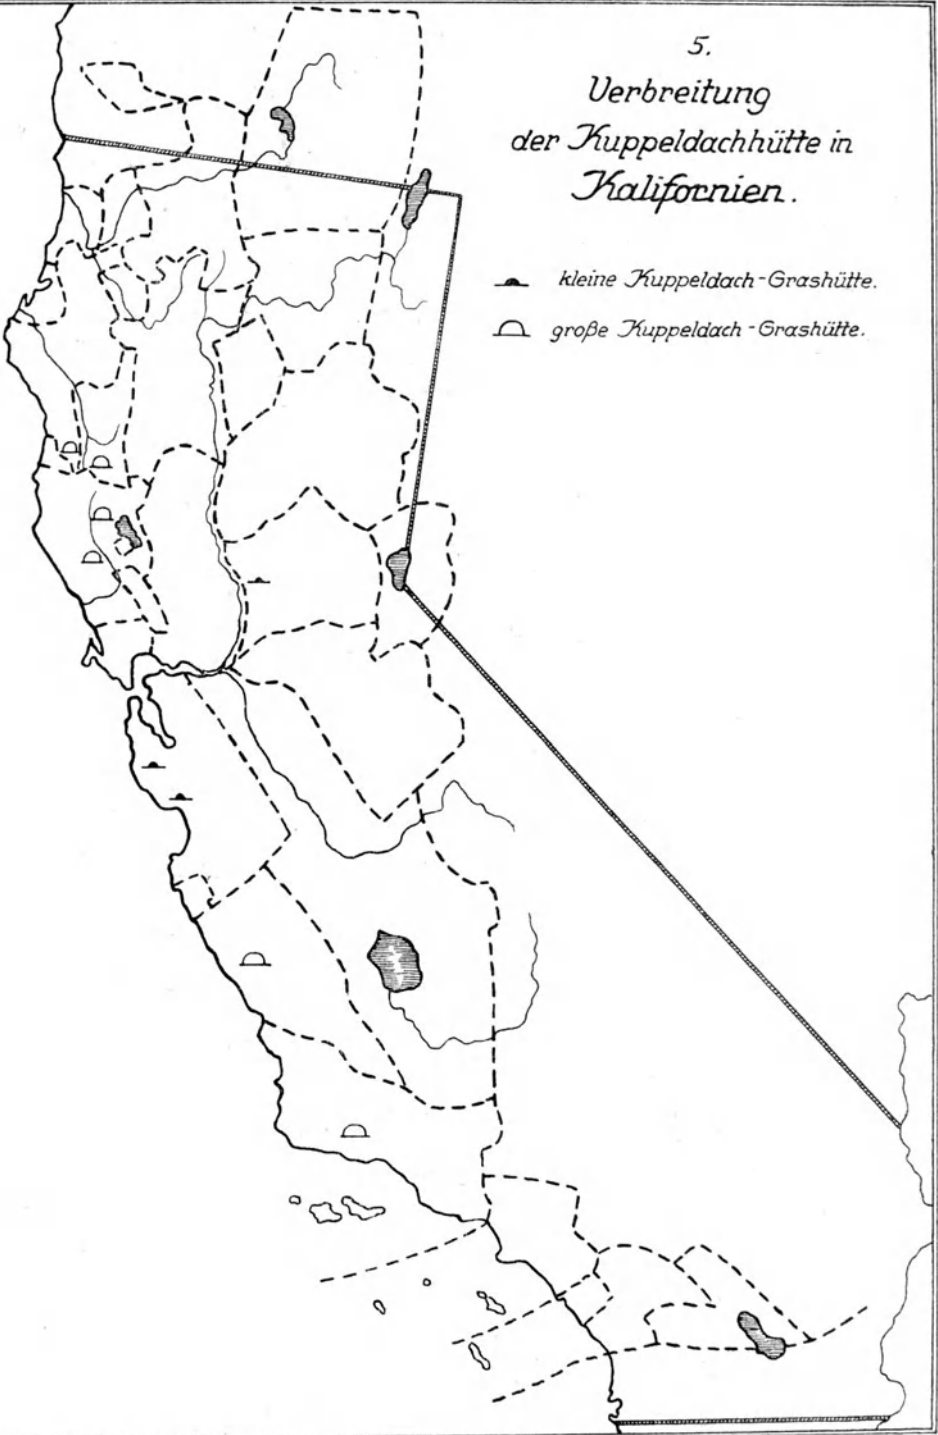 5.
Verbreitung
der Kuppeldachhütte in
Kalifornien.
kleine Kuppeldach-Grashütte.
große Kuppeldach-Grashütte.